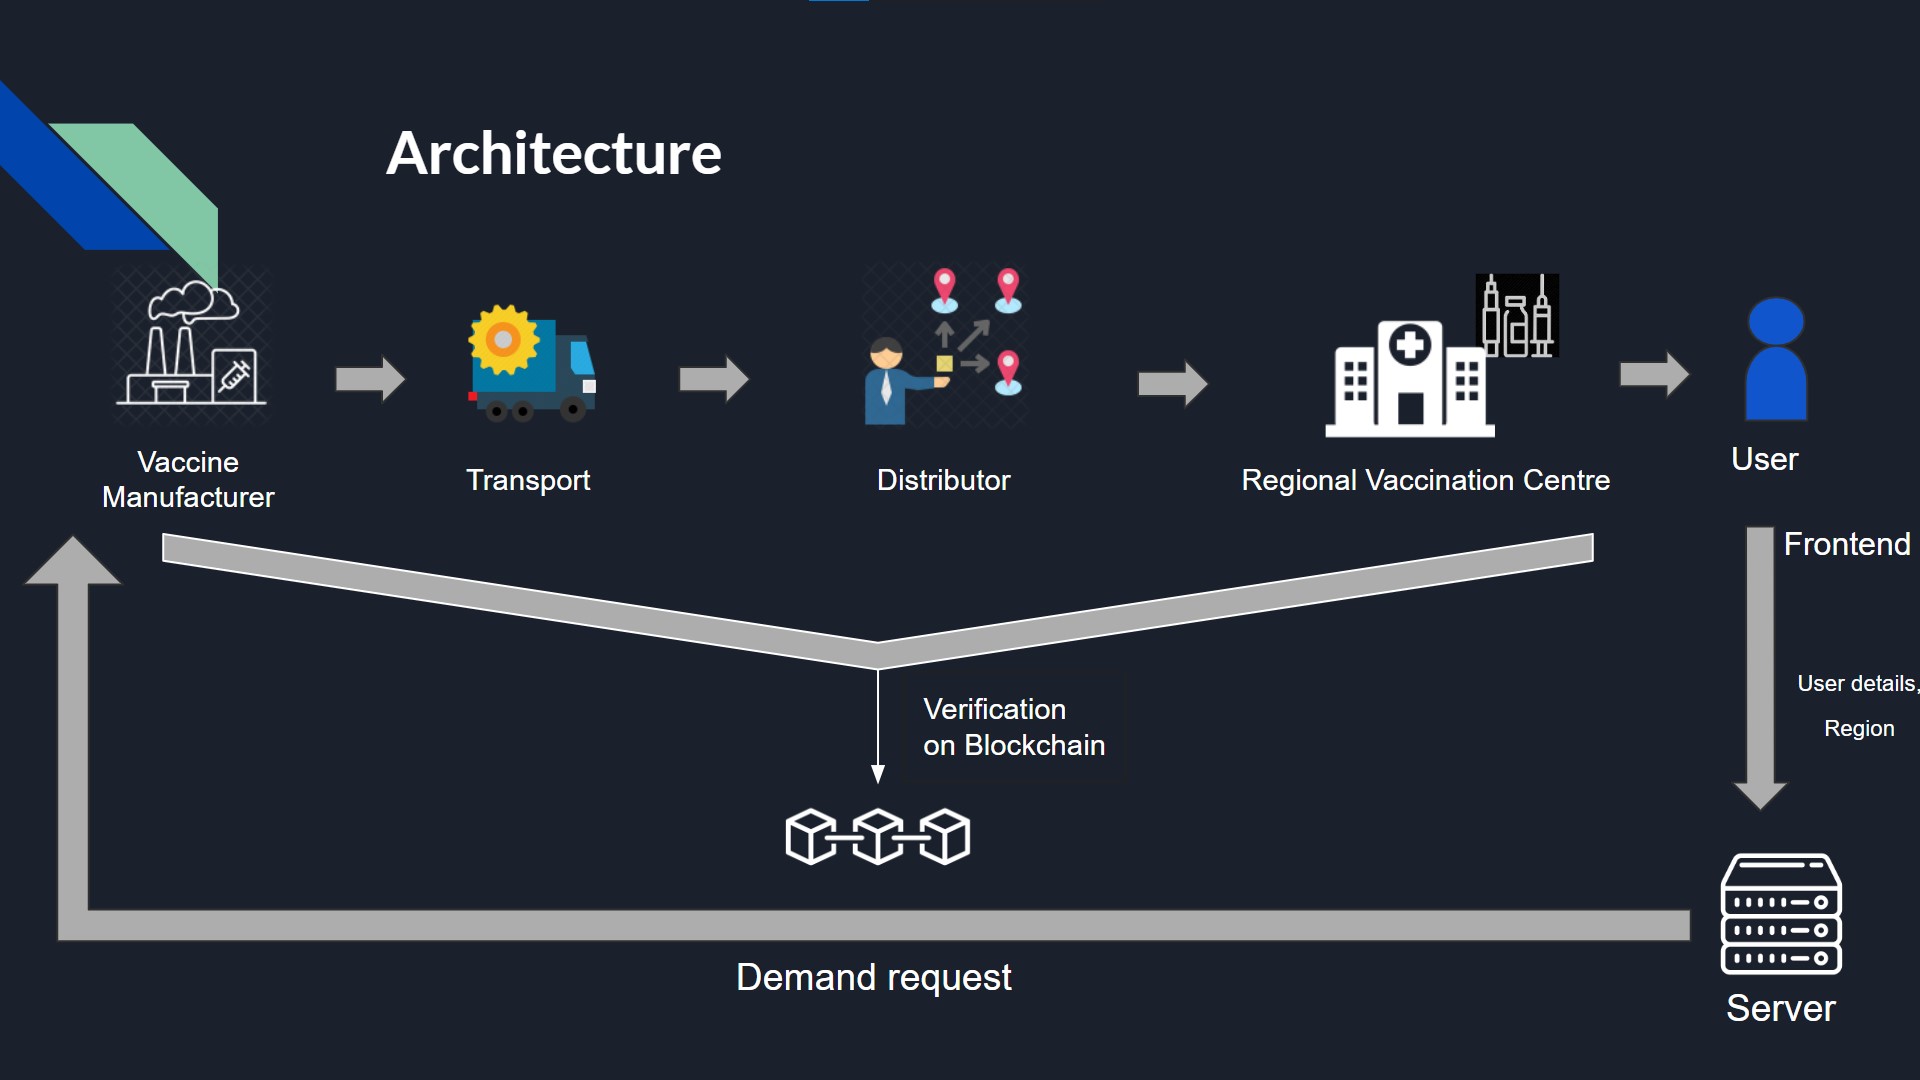 Architecture
Vaccine
Manufacturer
Transport
Distributor
Regional Vaccination Centre
User
Frontend
User details,
Region
Verification
on Blockchain
Demand request
Server